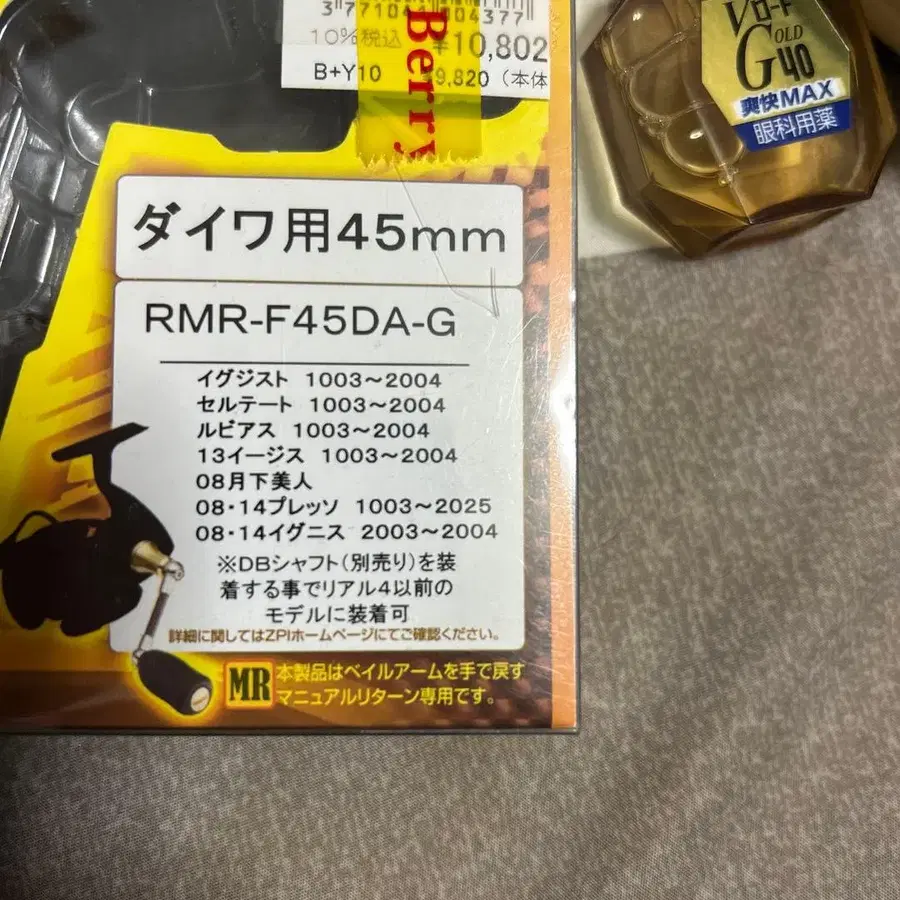 10%税込 ¥10,802
B+Y10 ¥9,820 (本体
Berry
ダイワ用45mm
RMR-F45DA-G
イグジスト 1003～2004
セルテート 1003～2004
ルビアス 1003～2004
13イージス 1003～2004
08月下美人
08・14プレッソ 1003～2025
08・14イグニス 2003～2004
※DBシャフト(別売り)を装
着する事でリアル4以前の
モデルに装着可
詳細に関してはZPIホームページにてご確認ください。
MR
本製品はベイルアームを手で戻す
マニュアルリターン専用です。
Vロート
GOLD
40
爽快MAX
眼科用薬